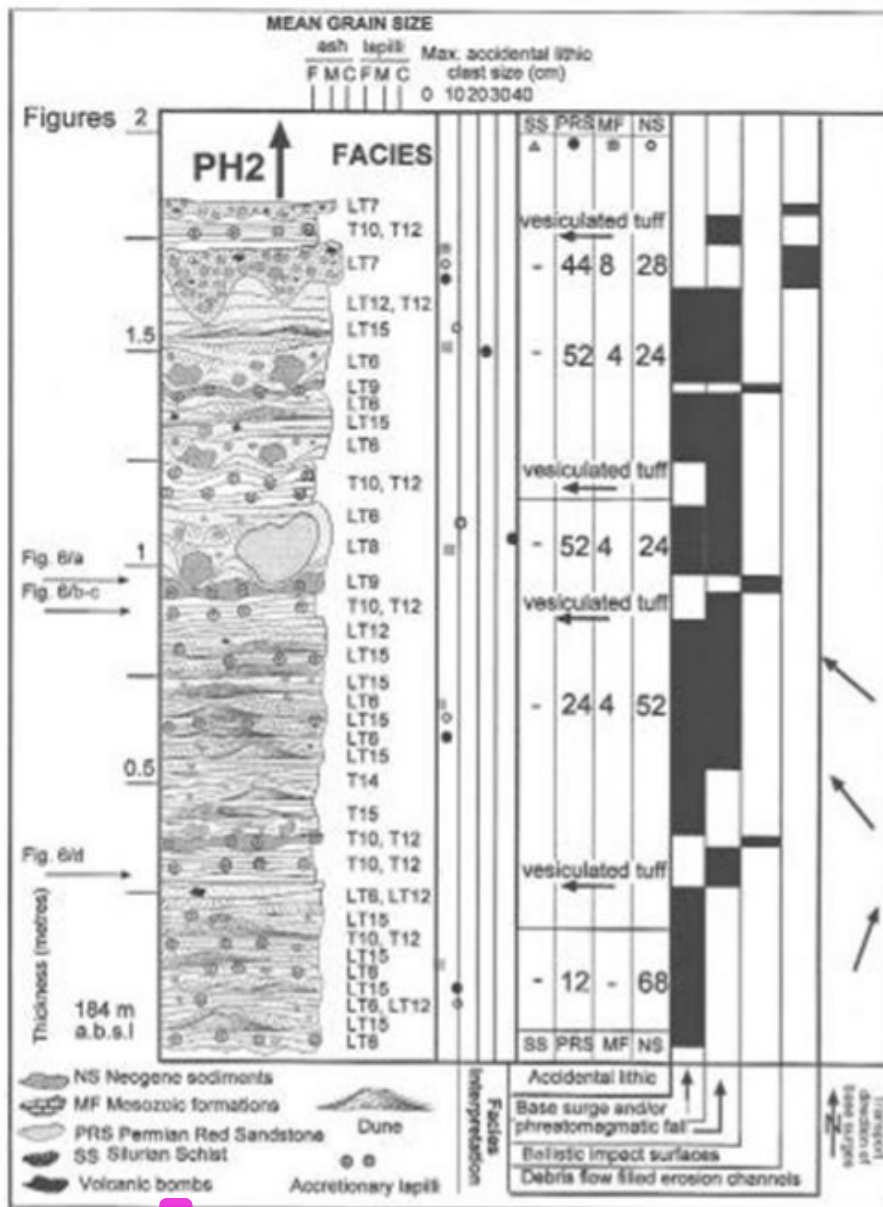 MEAN GRAIN SIZE
ash lapilli
F M C F M C
Max. accidental lithic
clast size (cm)
0 10 20 30 40
Figures 2
PH2
FACIES
SS PRS MF NS
LT7
T10, T12
vesiculated tuff
LT7
- 44 8 28
LT12, T12
LT15
1.5
- 52 4 24
LT6
LT9
LT6
LT15
LT6
vesiculated tuff
T10, T12
LT6
LT8
- 52 4 24
1
Fig. 6/a
LT9
Fig. 6/b-c
T10, T12
vesiculated tuff
LT12
LT15
LT15
LT6
LT15
- 24 4 52
LT6
LT15
0.5
T14
T15
T10, T12
Fig. 6/d
T10, T12
vesiculated tuff
LT6, LT12
LT15
T10, T12
LT15
LT6
LT15
- 12 - 68
LT6, LT12
LT15
LT6
Thickness (metres)
184 m
a.b.s.l
SS PRS MF NS
NS Neogene sediments
MF Mesozoic formations
PRS Permian Red Sandstone
SS Silurian Schist
Volcanic bombs
Dune
Accretionary lapilli
Facies
Interpretation
Accidental lithic
Base surge and/or
phreatomagmatic fall
Ballistic impact surfaces
Debris flow filled erosion channels
N
Transport
direction of
base surges